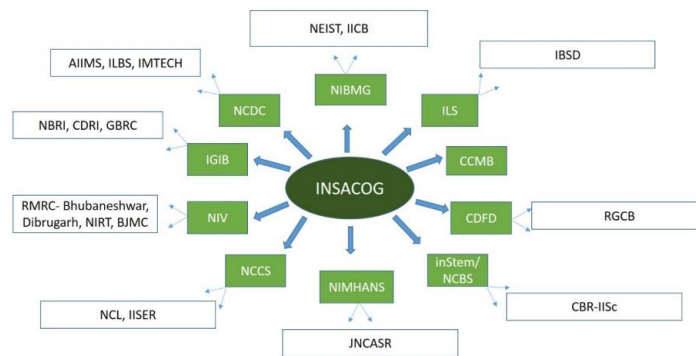 NEIST, IICB
IBSD
AIIMS, ILBS, IMTECH
NIBMG
NCDC
ILS
NBRI, CDRI, GBRC
IGIB
CCMB
INSACOG
RMRC- Bhubaneshwar,
Dibrugarh, NIRT, BJMC
NIV
CDFD
RGCB
NCCS
inStem/
NCBS
NIMHANS
NCL, IISER
CBR-IISc
JNCASR